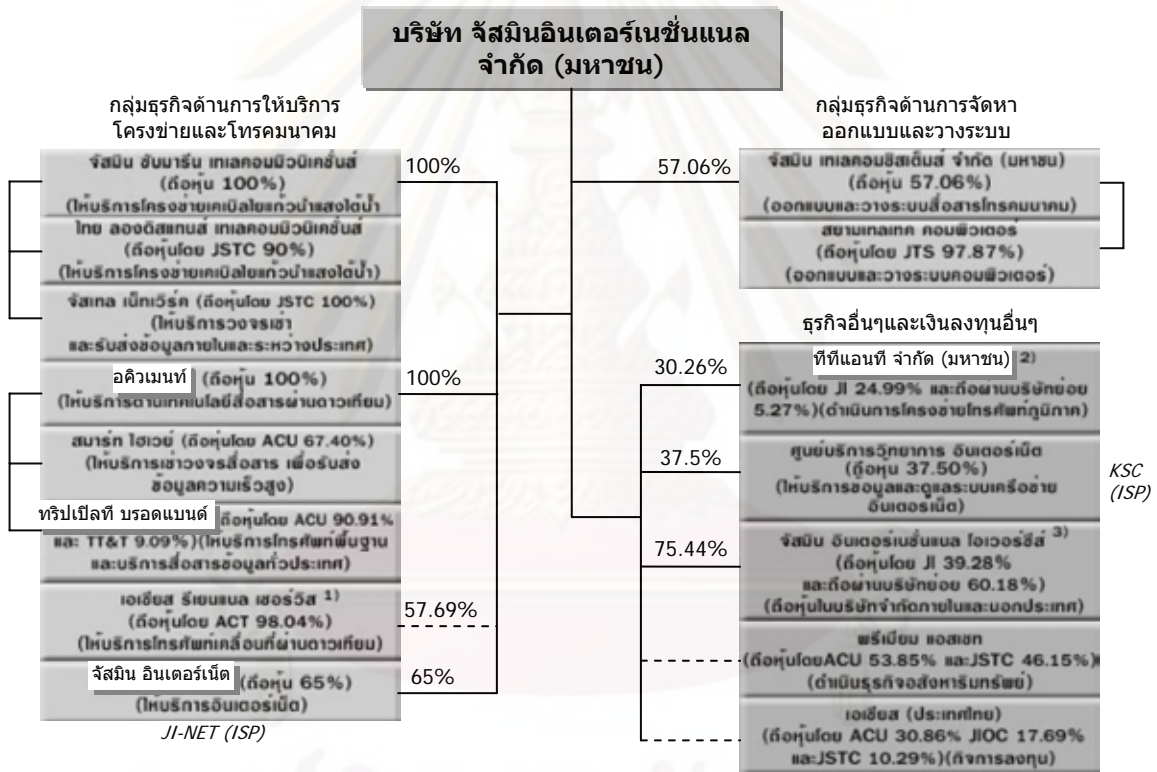 บริษัท จัสมินอินเตอร์เนชั่นแนล
จำกัด (มหาชน)
กลุ่มธุรกิจด้านการให้บริการ
โครงข่ายและโทรคมนาคม
จัสมิน ซับมารีน เทเลคอมมิวนิเคชั่นส์
(ถือหุ้น 100%)
(ให้บริการโครงข่ายเคเบิลใยแก้วนำแสงใต้น้ำ
100%
ไทย ลองดิสแทนส์ เทเลคอมมิวนิเคชั่นส์
(ถือหุ้นโดย JSTC 90%)
(ให้บริการโครงข่ายเคเบิลใยแก้วนำแสงใต้น้ำ)
จัสเทล เน็ทเวิร์ค (ถือหุ้นโดย JSTC 100%)
(ให้บริการวงจรเช่า
และรับส่งข้อมูลภายในและระหว่างประเทศ)
อคิวเมนท์ (ถือหุ้น 100%)
(ให้บริการด้านเทคโนโลยีสื่อสารผ่านดาวเทียม)
100%
สมาร์ท ไฮเวย์ (ถือหุ้นโดย ACU 67.40%)
(ให้บริการเช่าวงจรสื่อสาร เพื่อรับส่ง
ข้อมูลความเร็วสูง)
ทริปเปิลที บรอดแบนด์ ถือหุ้นโดย ACU 90.91%
และ TT&T 9.09%)(ให้บริการโทรศัพท์พื้นฐาน
และบริการสื่อสารข้อมูลทั่วประเทศ)
เอเซียส รีเยนแนล เซอร์วิส 1)
(ถือหุ้นโดย ACT 98.04%)
(ให้บริการโทรศัพท์เคลื่อนที่ผ่านดาวเทียม)
57.69%
จัสมิน อินเตอร์เน็ต (ถือหุ้น 65%)
(ให้บริการอินเตอร์เน็ต)
65%
JI-NET (ISP)
กลุ่มธุรกิจด้านการจัดหา
ออกแบบและวางระบบ
57.06%
จัสมิน เทเลคอมซิสเต็มส์ จำกัด (มหาชน)
(ถือหุ้น 57.06%)
(ออกแบบและวางระบบสื่อสารโทรคมนาคม)
สยามเทลเทค คอมพิวเตอร์
(ถือหุ้นโดย JTS 97.87%)
(ออกแบบและวางระบบคอมพิวเตอร์)
ธุรกิจอื่นๆและเงินลงทุนอื่นๆ
30.26%
ทีทีแอนที จำกัด (มหาชน) 2)
(ถือหุ้นโดย JI 24.99% และถือผ่านบริษัทย่อย
5.27%)(ดำเนินการโครงข่ายโทรศัพท์ภูมิภาค)
37.5%
ศูนย์บริการวิทยาการ อินเตอร์เน็ต
(ถือหุ้น 37.50%)
(ให้บริการข้อมูลและดูแลระบบเครือข่าย
อินเตอร์เน็ต)
KSC
(ISP)
75.44%
จัสมิน อินเตอร์เนชั่นแนล โอเวอร์ซีส์ 3)
(ถือหุ้นโดย JI 39.28%
และถือผ่านบริษัทย่อย 60.18%)
(ถือหุ้นในบริษัทจำกัดภายในและนอกประเทศ)
พรีเมียม แอสเซท
(ถือหุ้นโดยACU 53.85% และJSTC 46.15%)
(ดำเนินธุรกิจอสังหาริมทรัพย์)
เอเซียส (ประเทศไทย)
(ถือหุ้นโดย ACU 30.86% JIOC 17.69%
และJSTC 10.29%)(กิจการลงทุน)